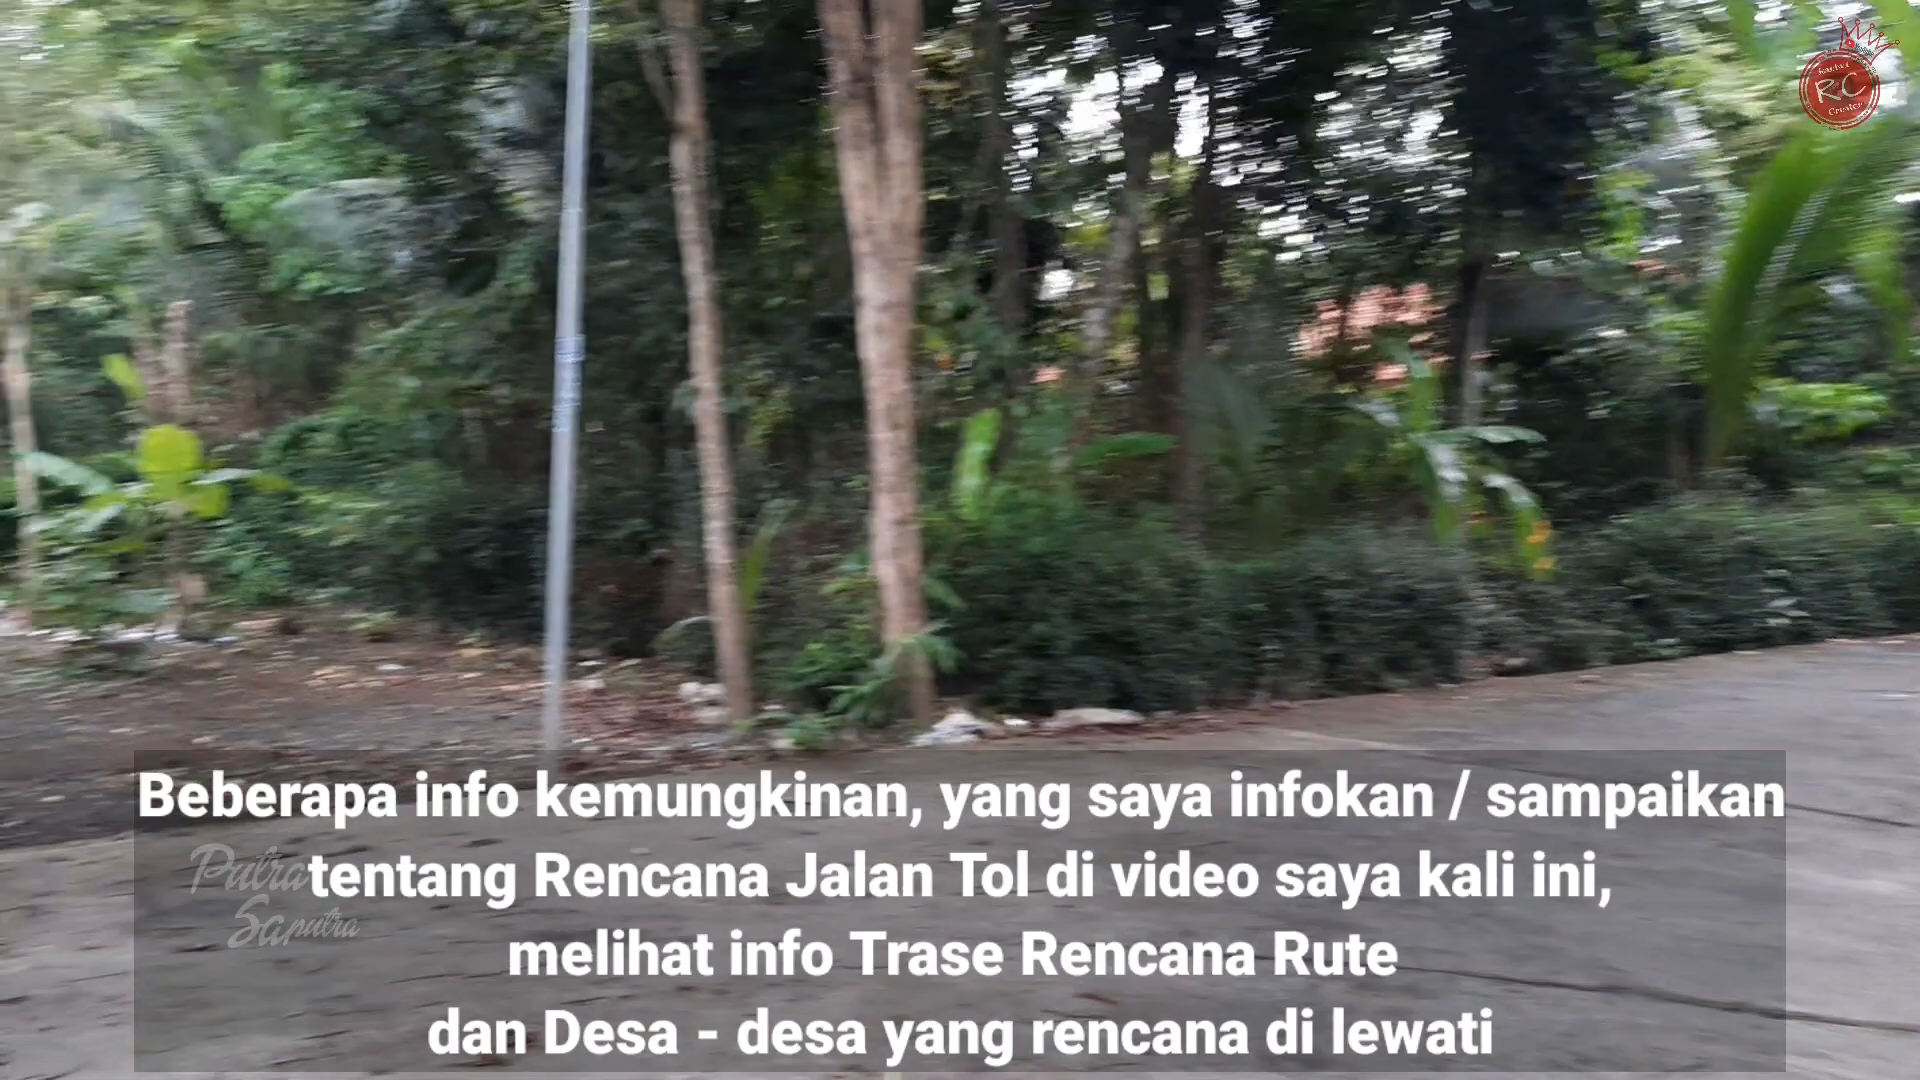 RC
Creator
Beberapa info kemungkinan, yang saya infokan / sampaikan
tentang Rencana Jalan Tol di video saya kali ini,
melihat info Trase Rencana Rute
dan Desa - desa yang rencana di lewati
Putra
Saputra